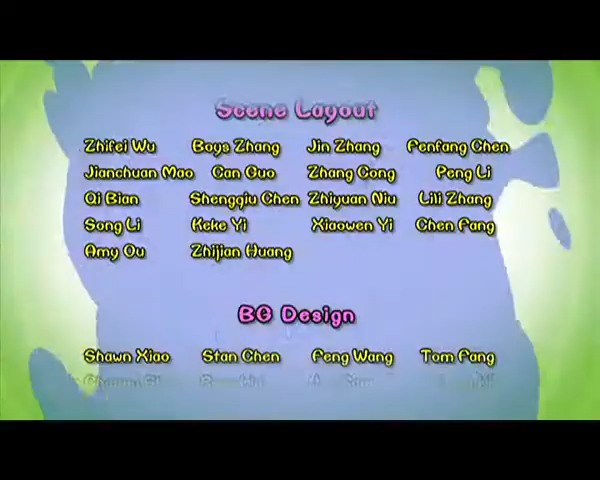 Scene Layout
Zhifei Wu Boys Zhang Jin Zhang Fenfang Chen
Jianchuan Mao Can Guo Zhang Cong Peng Li
Qi Bian Shengqiu Chen Zhiyuan Niu Lili Zhang
Song Li Keke Yi Xiaowen Yi Chen Fang
Amy Ou Zhijian Huang
BG Design
Shawn Xiao Stan Chen Feng Wang Tom Fang